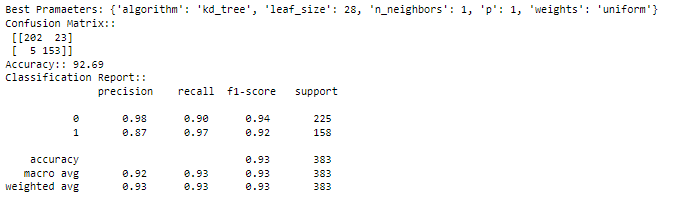 Best Pramaeters: {'algorithm': 'kd_tree', 'leaf_size': 28, 'n_neighbors': 1, 'p': 1, 'weights': 'uniform'}
Confusion Matrix::
[[202 23]
[ 5 153]]
Accuracy:: 92.69
Classification Report::
precision recall f1-score support
0 0.98 0.90 0.94 225
1 0.87 0.97 0.92 158
accuracy 0.93 383
macro avg 0.92 0.93 0.93 383
weighted avg 0.93 0.93 0.93 383